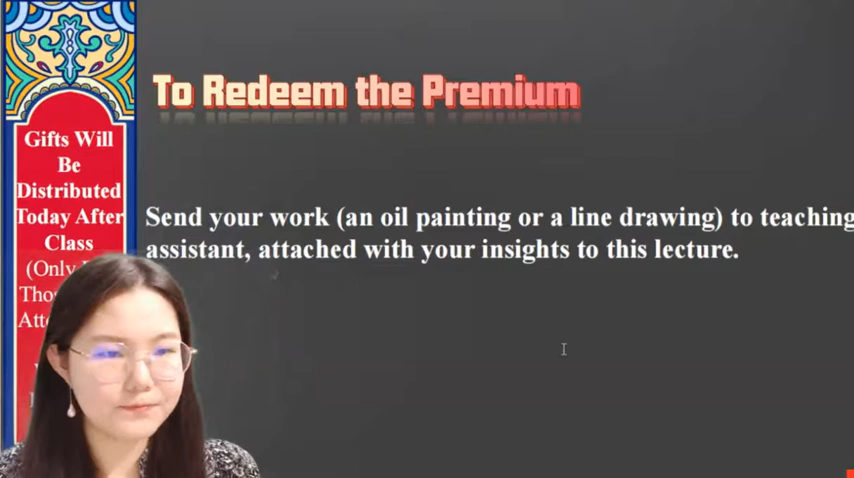 To Redeem the Premium
Gifts Will
Be
Distributed
Today After
Class
(Only
Send your work (an oil painting or a line drawing) to teaching
assistant, attached with your insights to this lecture.